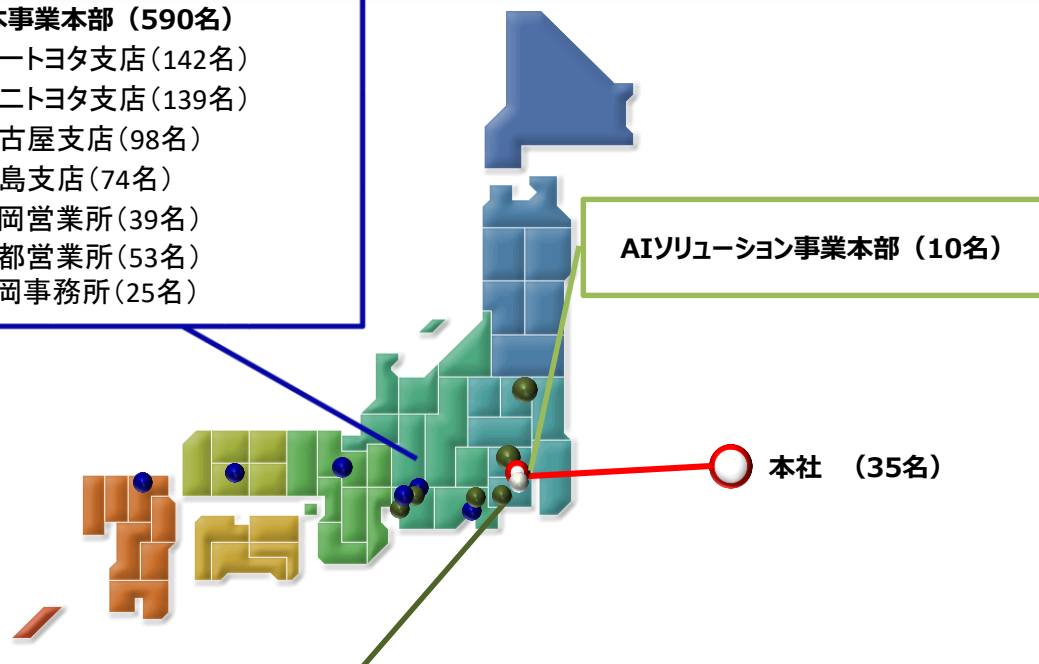 本事業本部（590名）
一トヨタ支店（142名）
二トヨタ支店（139名）
古屋支店（98名）
島支店（74名）
岡営業所（39名）
都営業所（53名）
岡事務所（25名）
AIソリューション事業本部（10名）
本社　（35名）